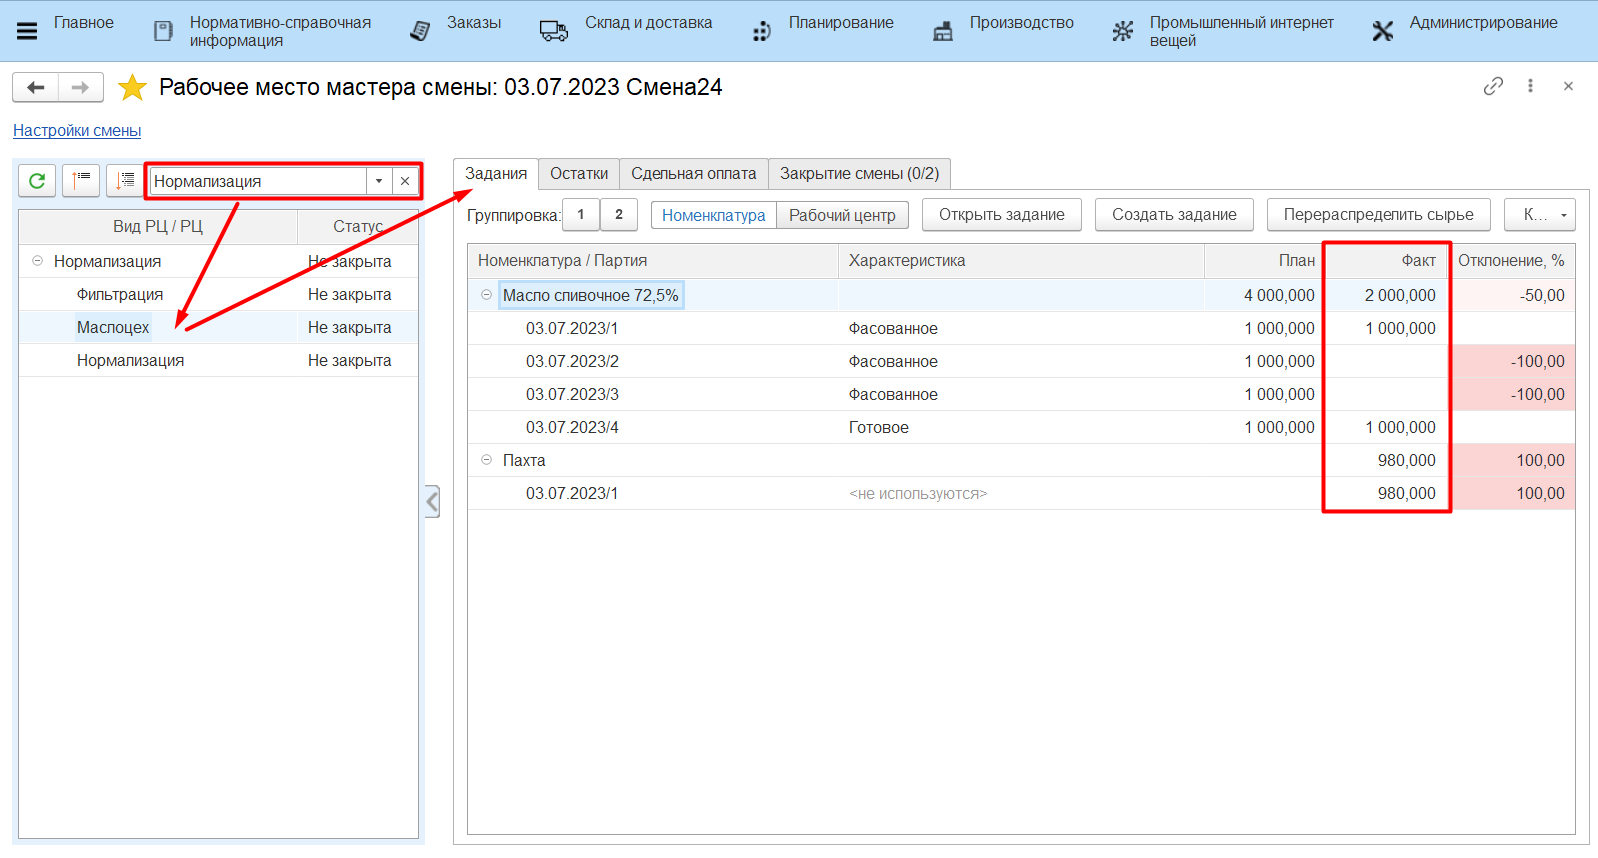 Главное
Нормативно-справочная
информация
Заказы
Склад и доставка
Планирование
Производство
Промышленный интернет
вещей
Администрирование
Рабочее место мастера смены: 03.07.2023 Смена24
Настройки смены
Нормализация
Вид РЦ / РЦ Статус
Нормализация Не закрыта
Фильтрация Не закрыта
Маслоцех Не закрыта
Нормализация Не закрыта
Задания Остатки Сдельная оплата Закрытие смены (0/2)
Группировка: 1 2 Номенклатура Рабочий центр Открыть задание Создать задание Перераспределить сырье К...
Номенклатура / Партия Характеристика План Факт Отклонение, %
Масло сливочное 72,5% 4 000,000 2 000,000 -50,00
03.07.2023/1 Фасованное 1 000,000 1 000,000
03.07.2023/2 Фасованное 1 000,000 -100,00
03.07.2023/3 Фасованное 1 000,000 -100,00
03.07.2023/4 Готовое 1 000,000 1 000,000
Пахта 980,000 100,00
03.07.2023/1 <не используются> 980,000 100,00